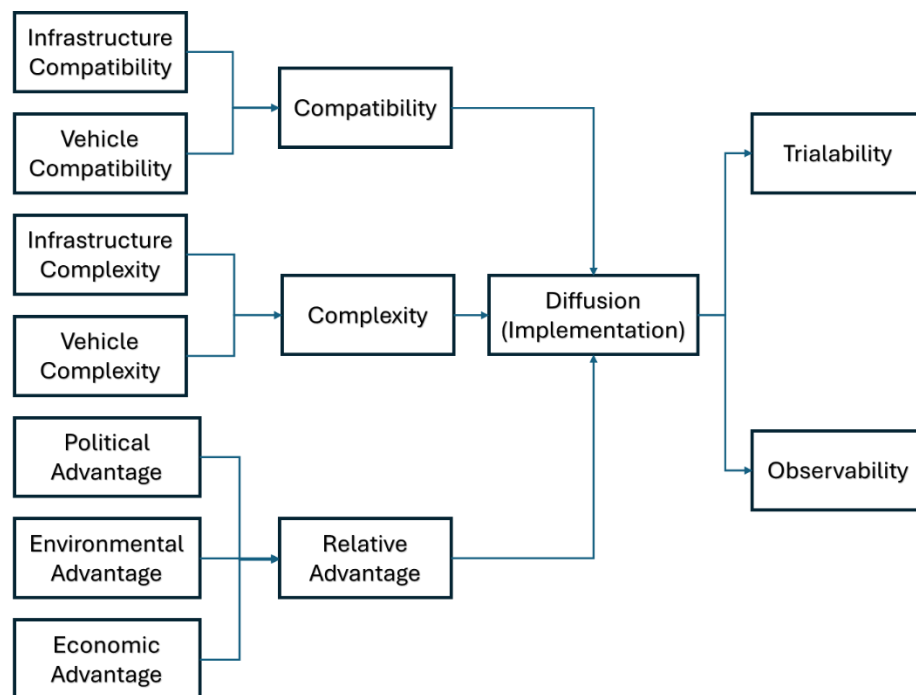 Infrastructure
Compatibility
Vehicle
Compatibility
Infrastructure
Complexity
Vehicle
Complexity
Political
Advantage
Environmental
Advantage
Economic
Advantage
Compatibility
Complexity
Relative
Advantage
Diffusion
(Implementation)
Trialability
Observability